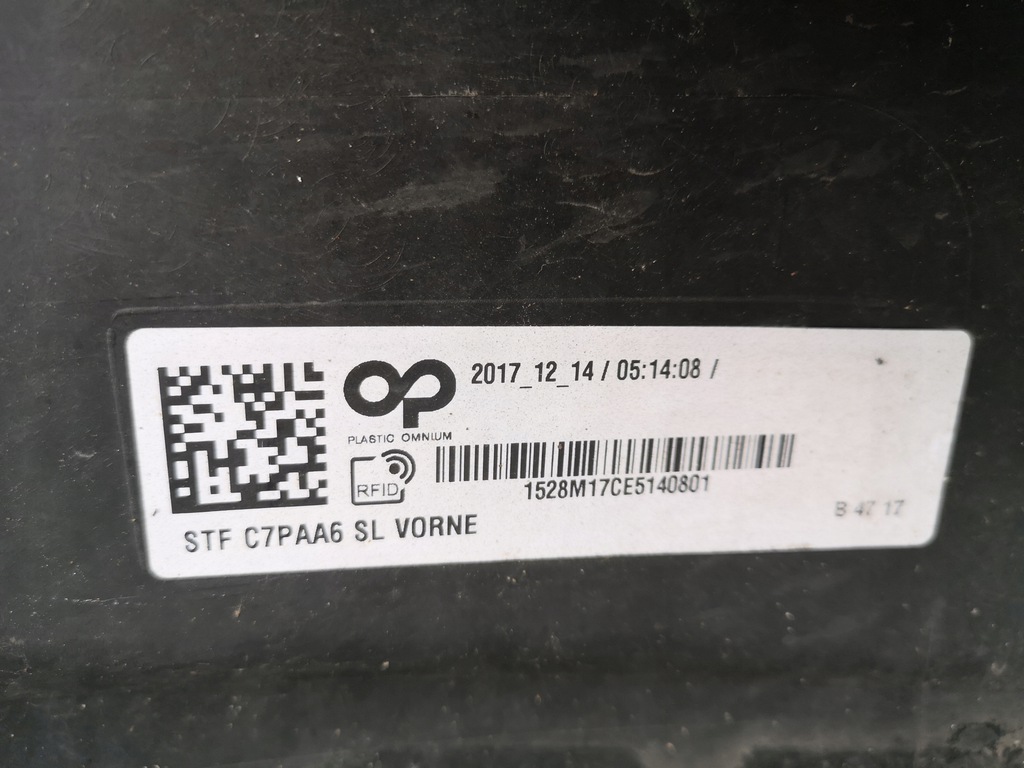 2017_12_14 / 05:14:08 /
PLASTIC OMNIUM
RFID
1528M17CE5140801
B 47 17
STF C7PAA6 SL VORNE